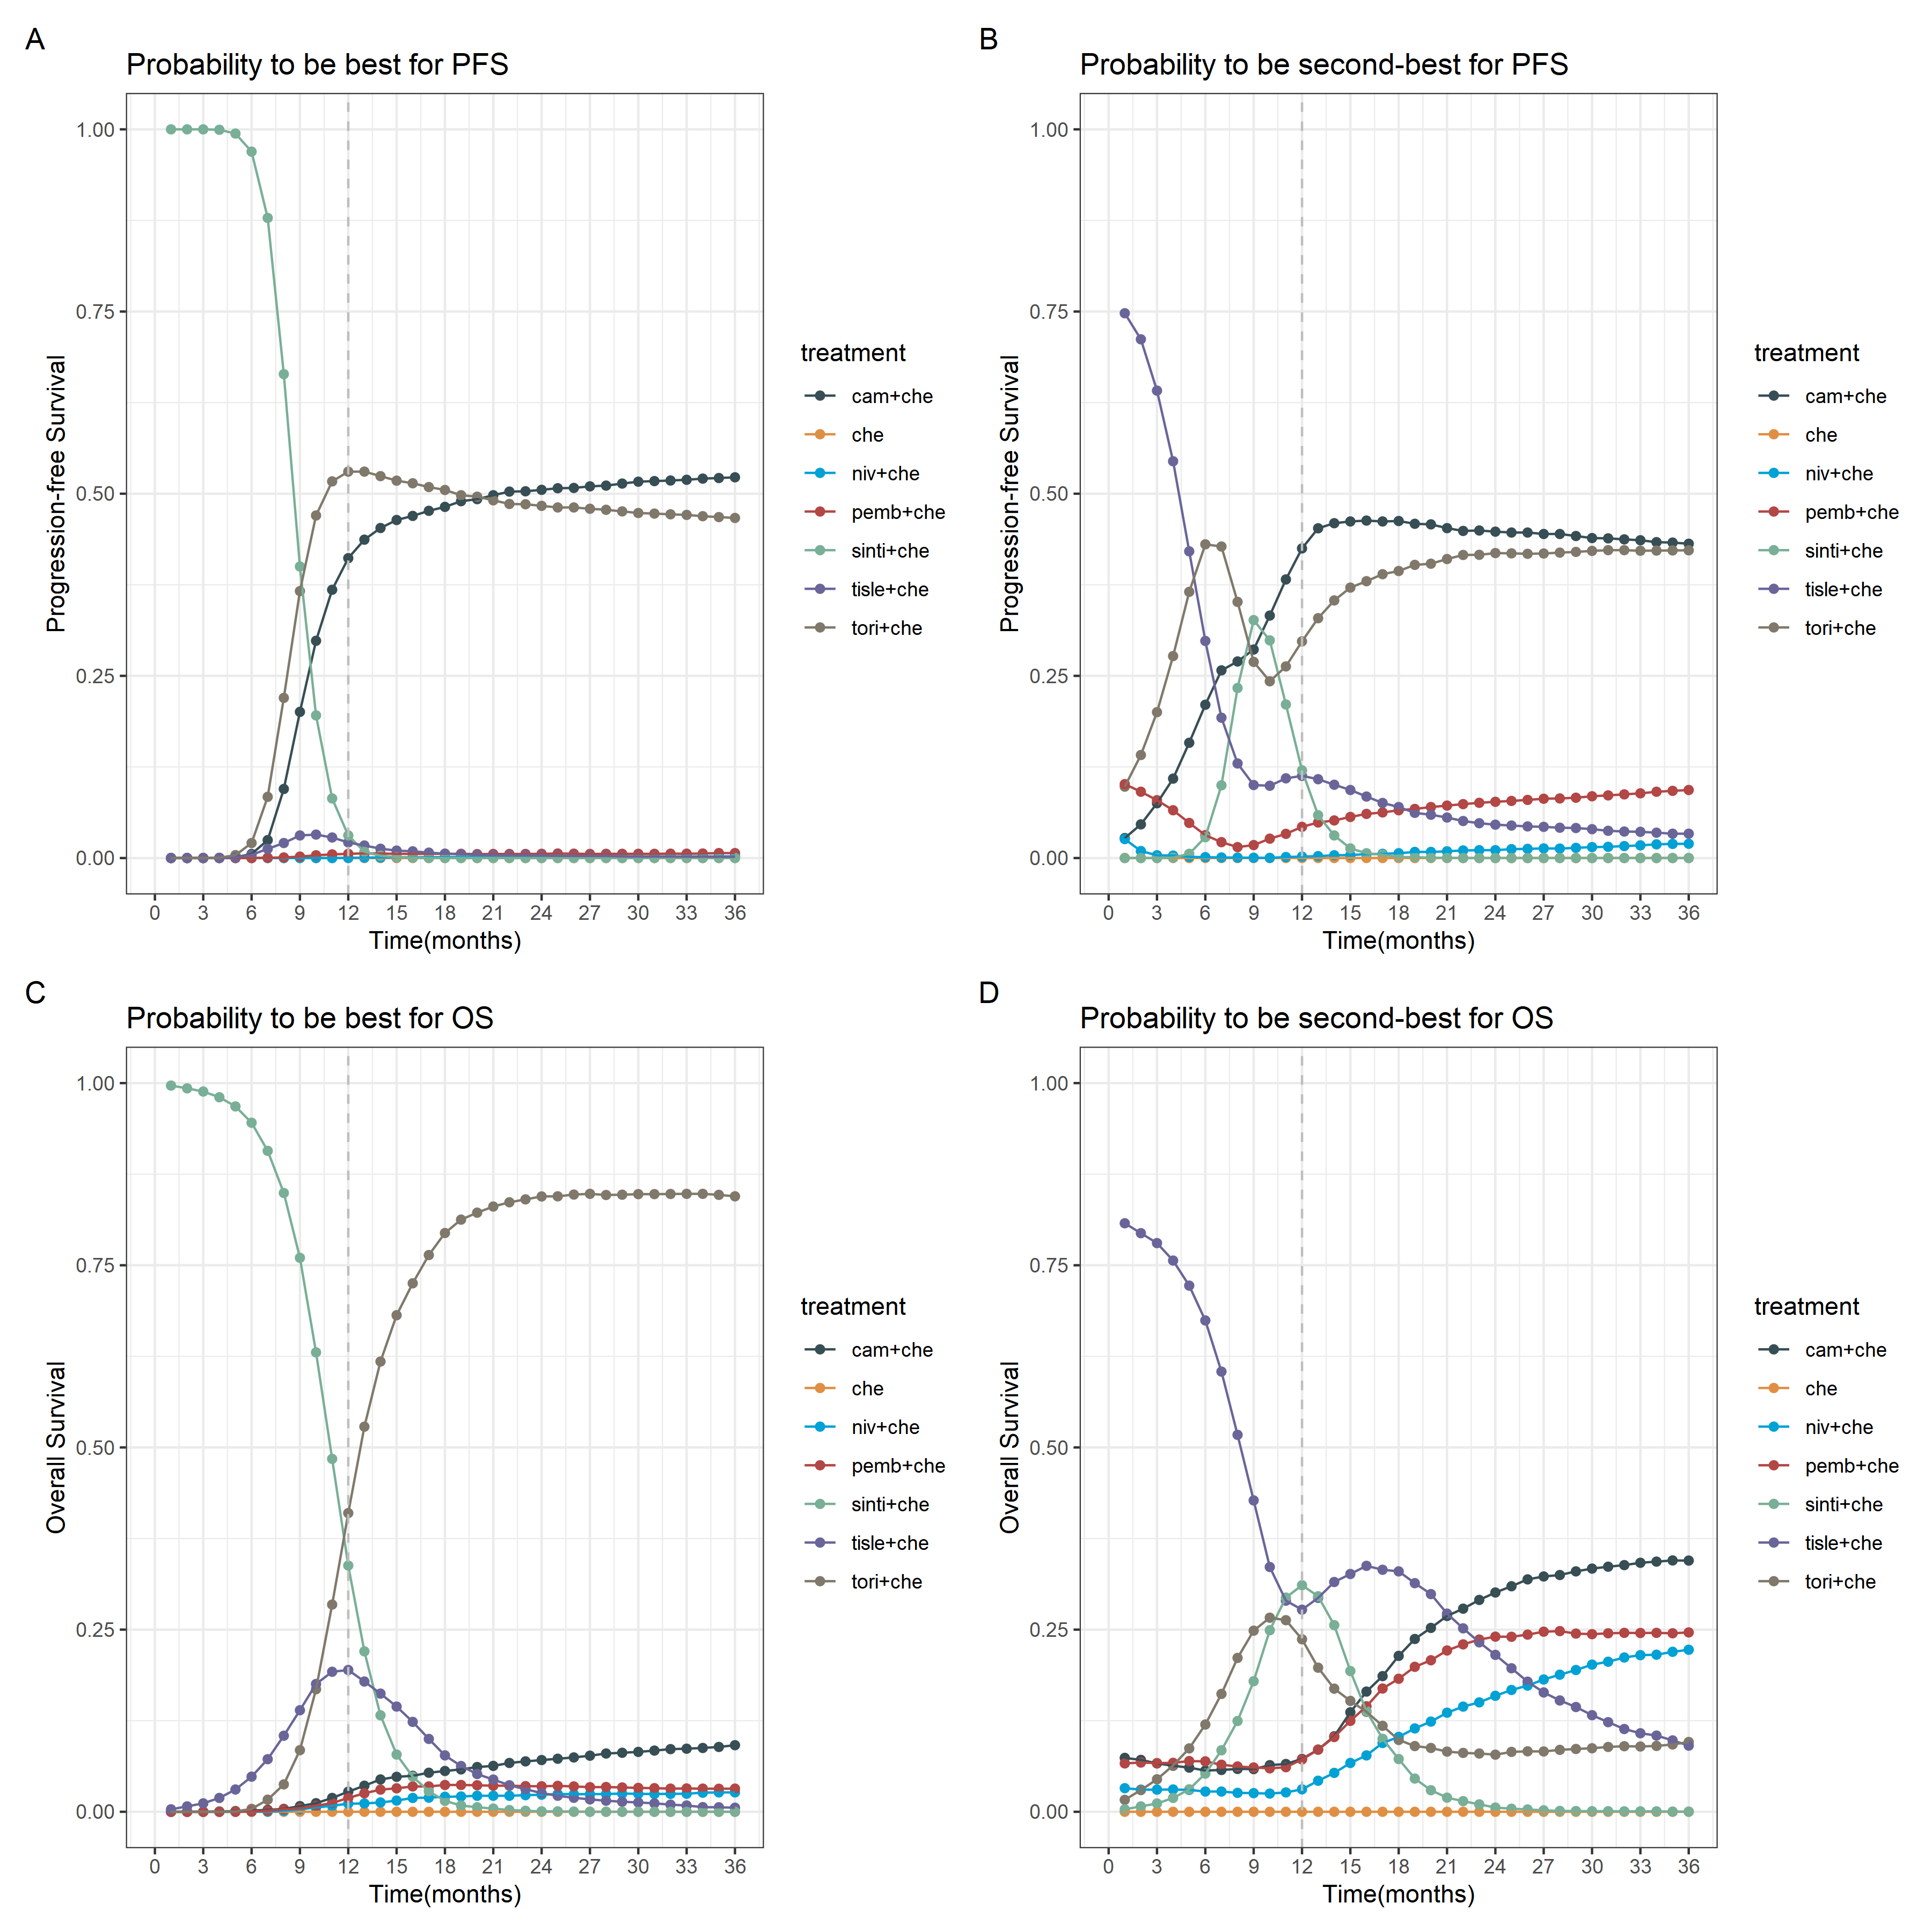 A
Probability to be best for PFS
Progression-free Survival
1.00
0.75
0.50
0.25
0.00
0 3 6 9 12 15 18 21 24 27 30 33 36
Time(months)
treatment
cam+che
che
niv+che
pemb+che
sinti+che
tisle+che
tori+che
B
Probability to be second-best for PFS
Progression-free Survival
1.00
0.75
0.50
0.25
0.00
0 3 6 9 12 15 18 21 24 27 30 33 36
Time(months)
treatment
cam+che
che
niv+che
pemb+che
sinti+che
tisle+che
tori+che
C
Probability to be best for OS
Overall Survival
1.00
0.75
0.50
0.25
0.00
0 3 6 9 12 15 18 21 24 27 30 33 36
Time(months)
treatment
cam+che
che
niv+che
pemb+che
sinti+che
tisle+che
tori+che
D
Probability to be second-best for OS
Overall Survival
1.00
0.75
0.50
0.25
0.00
0 3 6 9 12 15 18 21 24 27 30 33 36
Time(months)
treatment
cam+che
che
niv+che
pemb+che
sinti+che
tisle+che
tori+che